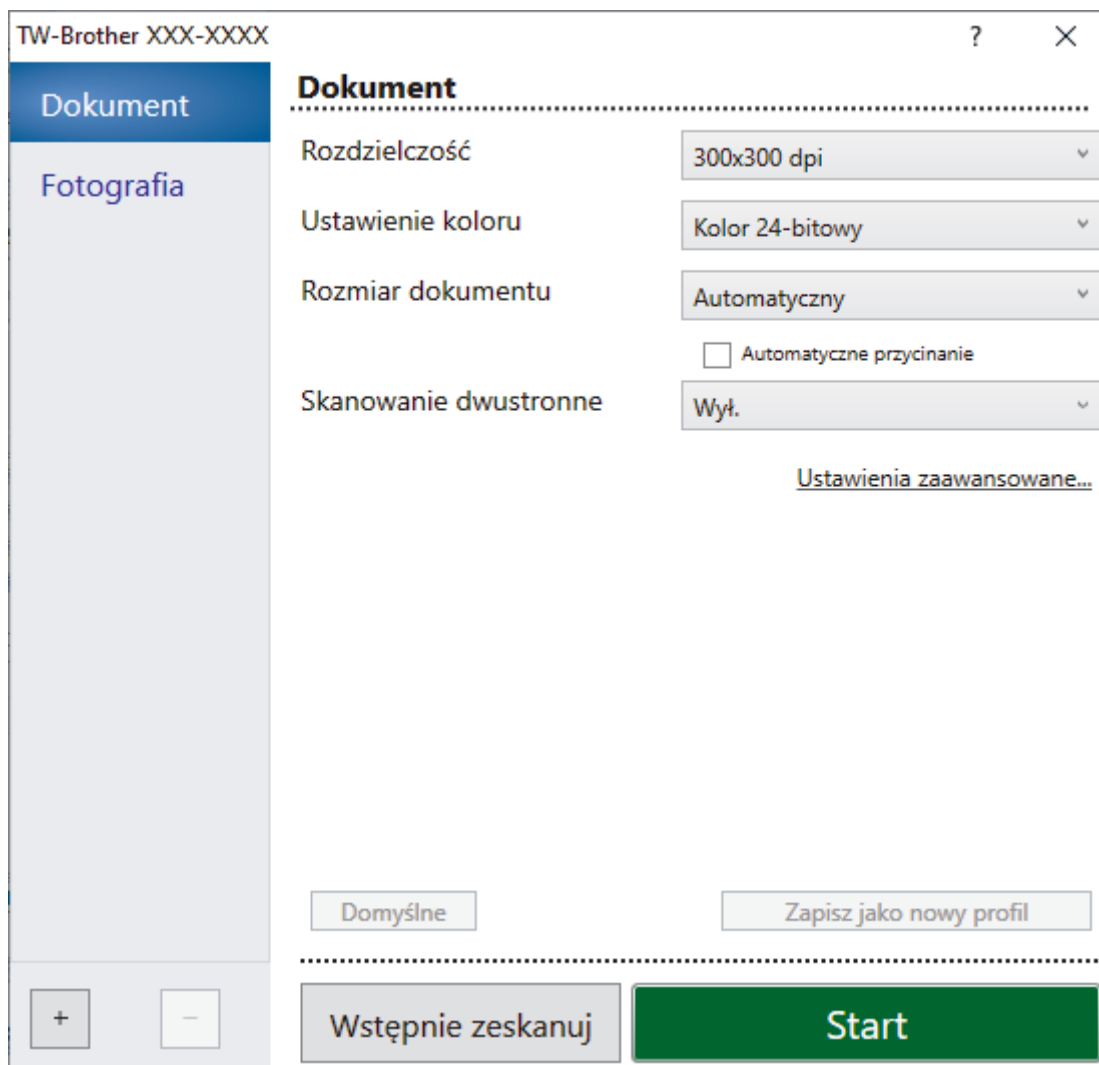 TW-Brother XXX-XXXX
?
Dokument
Fotografia
Dokument
Rozdzielczość
300x300 dpi
Ustawienie koloru
Kolor 24-bitowy
Rozmiar dokumentu
Automatyczny
Automatyczne przycinanie
Skanowanie dwustronne
Wył.
Ustawienia zaawansowane...
Domyślne
Zapisz jako nowy profil
+
−
Wstępnie zeskanuj
Start